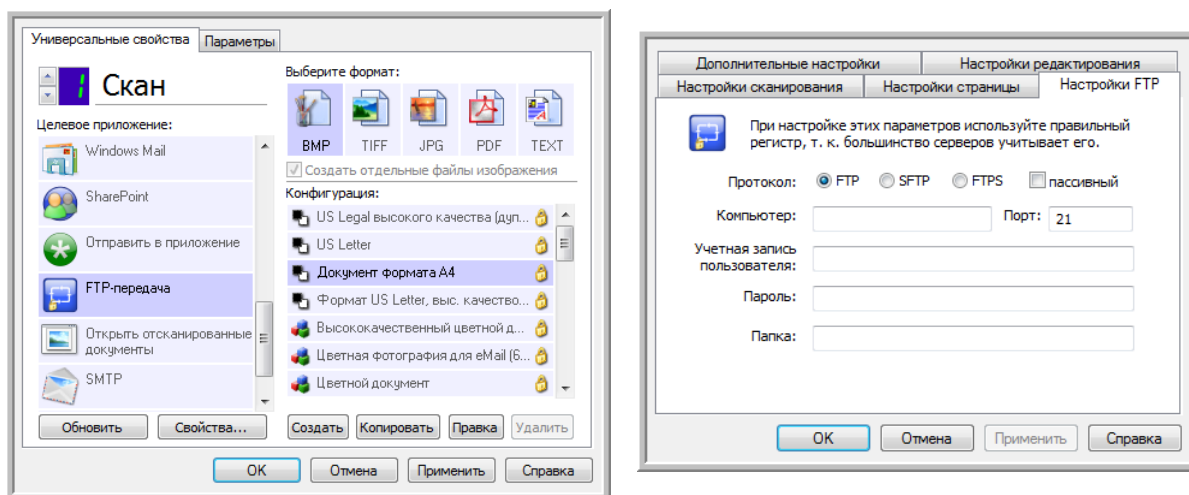 Универсальные свойства
Параметры
1 Скан
Целевое приложение:
Windows Mail
SharePoint
Отправить в приложение
FTP-передача
Открыть отсканированные
документы
SMTP
Обновить
Свойства...
Выберите формат:
BMP TIFF JPG PDF TEXT
Создать отдельные файлы изображения
Конфигурация:
US Legal высокого качества (дуп...
US Letter
Документ формата A4
Формат US Letter, выс. качество...
Высококачественный цветной д...
Цветная фотография для eMail (6...
Цветной документ
Создать Копировать Правка Удалить
OK Отмена Применить Справка
Дополнительные настройки Настройки редактирования
Настройки сканирования Настройки страницы Настройки FTP
При настройке этих параметров используйте правильный
регистр, т. к. большинство серверов учитывает его.
Протокол: FTP SFTP FTPS пассивный
Компьютер: Порт: 21
Учетная запись
пользователя:
Пароль:
Папка:
OK Отмена Применить Справка